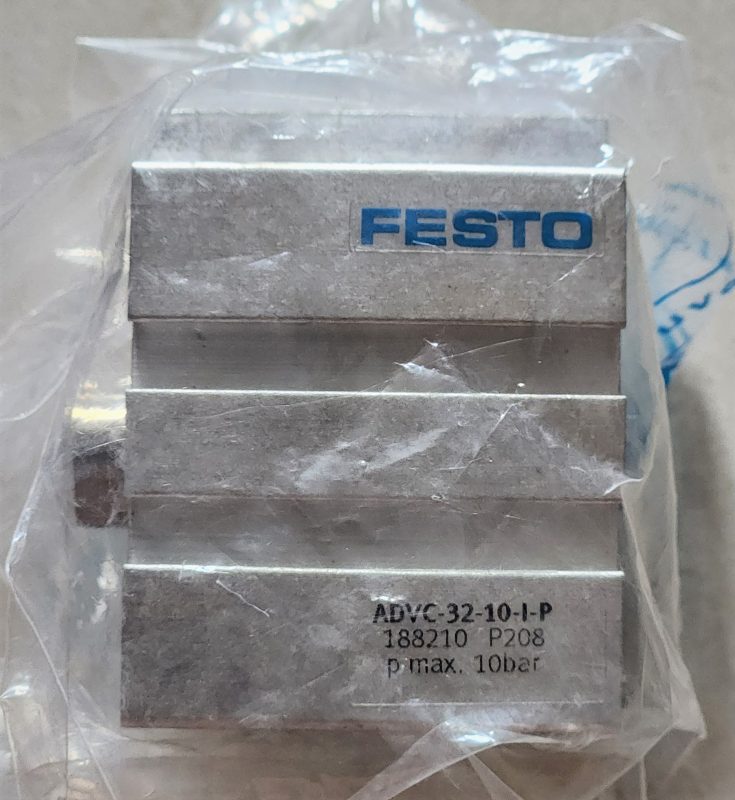 FESTO
ADVC-32-10-I-P
188210 P208
p max. 10bar